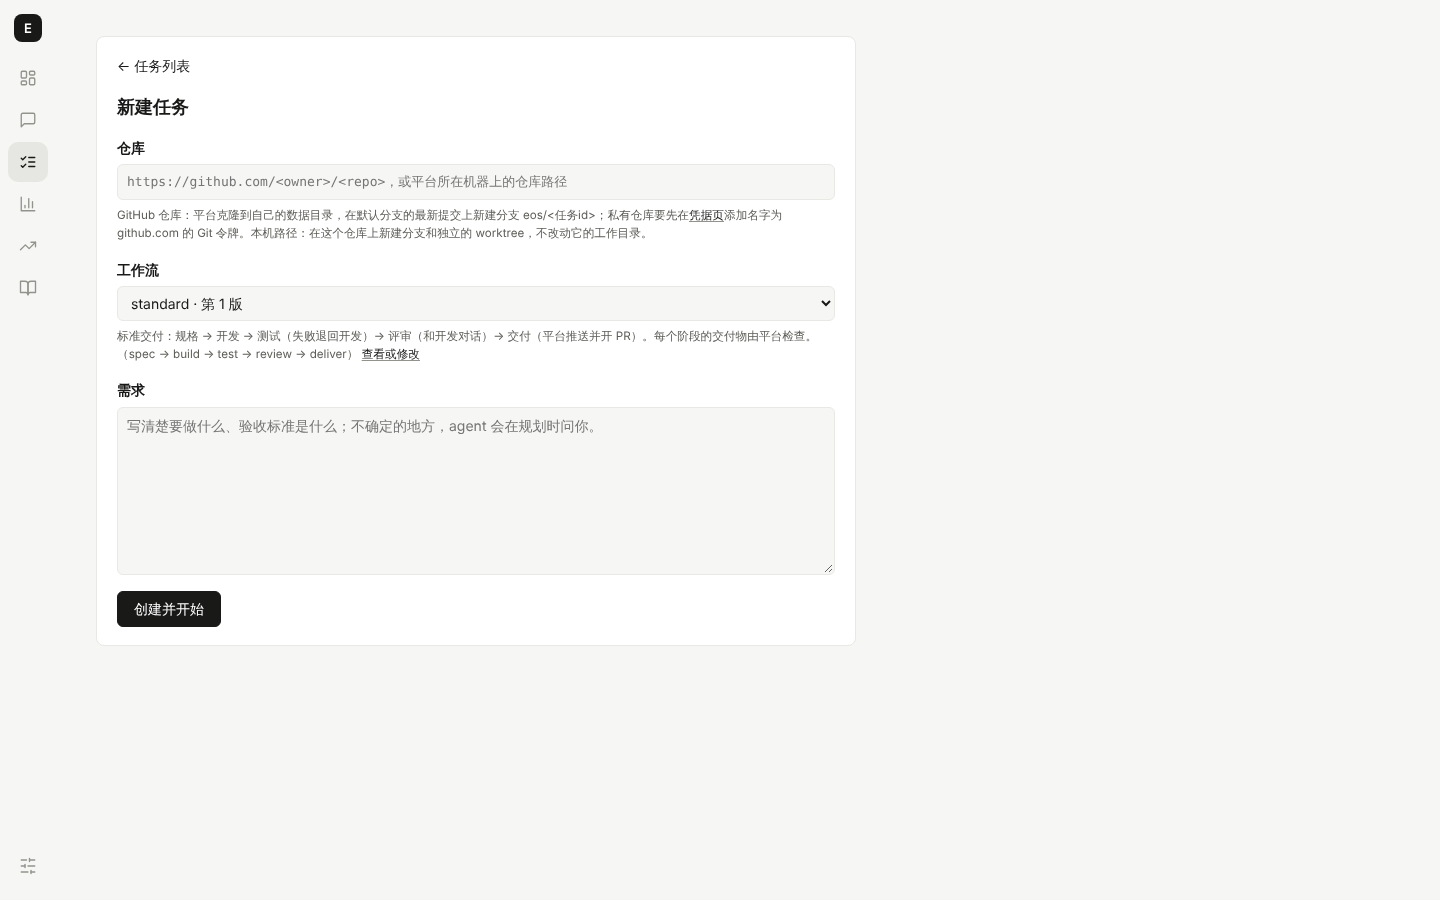 E
← 任务列表
新建任务
仓库
https://github.com/<owner>/<repo>，或平台所在机器上的仓库路径
GitHub 仓库：平台克隆到自己的数据目录，在默认分支的最新提交上新建分支 eos/<任务id>；私有仓库要先在凭据页添加名字为
github.com 的 Git 令牌。本机路径：在这个仓库上新建分支和独立的 worktree，不改动它的工作目录。
工作流
standard · 第 1 版
标准交付：规格 → 开发 → 测试（失败退回开发）→ 评审（和开发对话）→ 交付（平台推送并开 PR）。每个阶段的交付物由平台检查。
（spec → build → test → review → deliver） 查看或修改
需求
写清楚要做什么、验收标准是什么；不确定的地方，agent 会在规划时问你。
创建并开始